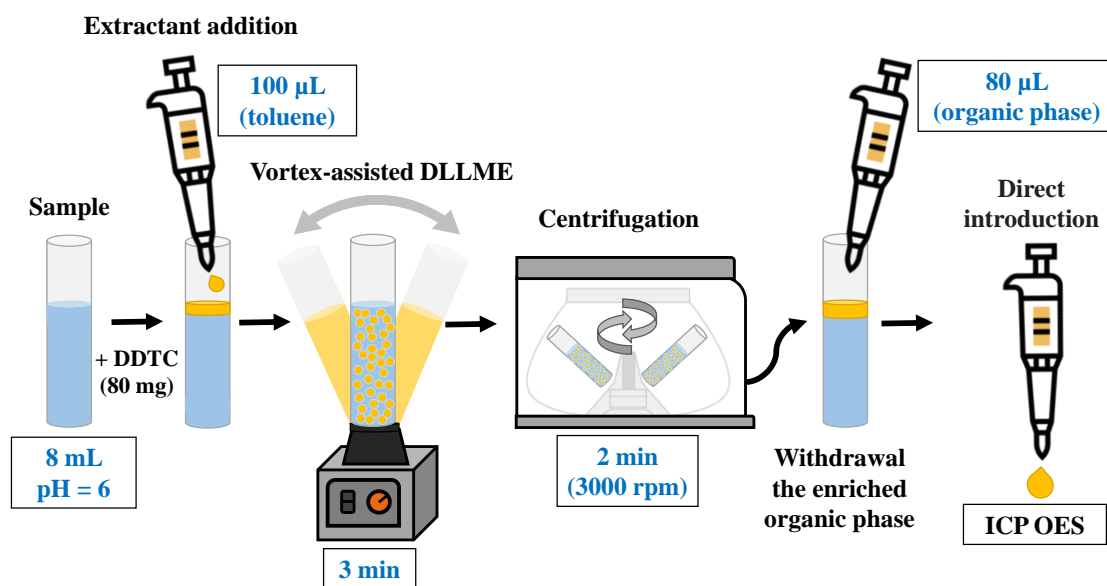 Extractant addition
100 µL
(toluene)
Vortex-assisted DLLME
Sample
+ DDTC
(80 mg)
8 mL
pH = 6
3 min
Centrifugation
2 min
(3000 rpm)
80 µL
(organic phase)
Withdrawal
the enriched
organic phase
Direct
introduction
ICP OES